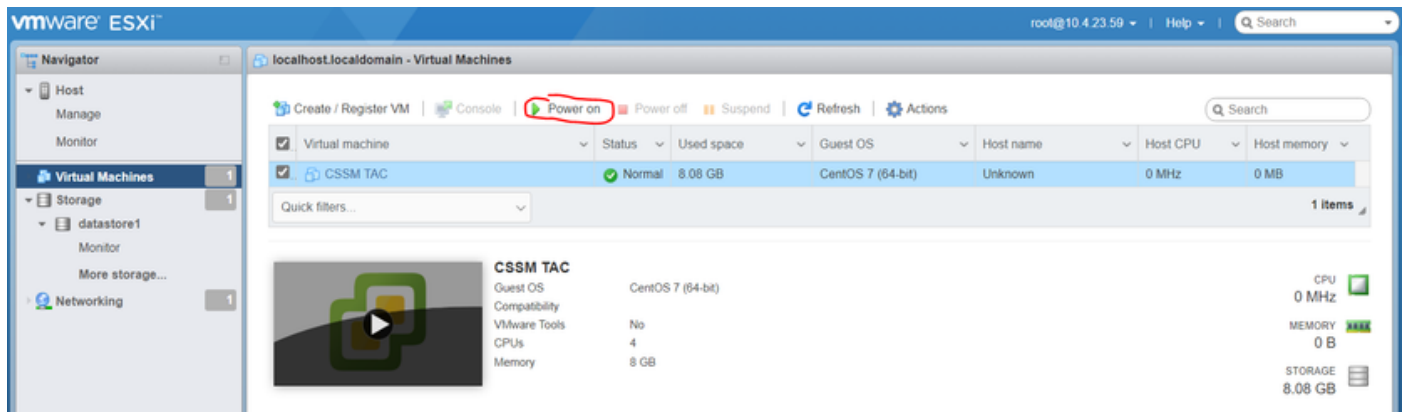 vmware ESXi™
root@10.4.23.59 | Help | Search
Navigator
localhost.localdomain - Virtual Machines
Host
Manage
Monitor
Virtual Machines 1
Storage 1
datastore1
Monitor
More storage...
Networking 1
Create / Register VM | Console | Power on Power off Suspend | Refresh | Actions
Search
Virtual machine Status Used space Guest OS Host name Host CPU Host memory
CSSM TAC Normal 8.08 GB CentOS 7 (64-bit) Unknown 0 MHz 0 MB
Quick filters...
1 items
CSSM TAC
Guest OS CentOS 7 (64-bit)
Compatibility
VMware Tools No
CPUs 4
Memory 8 GB
CPU
0 MHz
MEMORY
0 B
STORAGE
8.08 GB